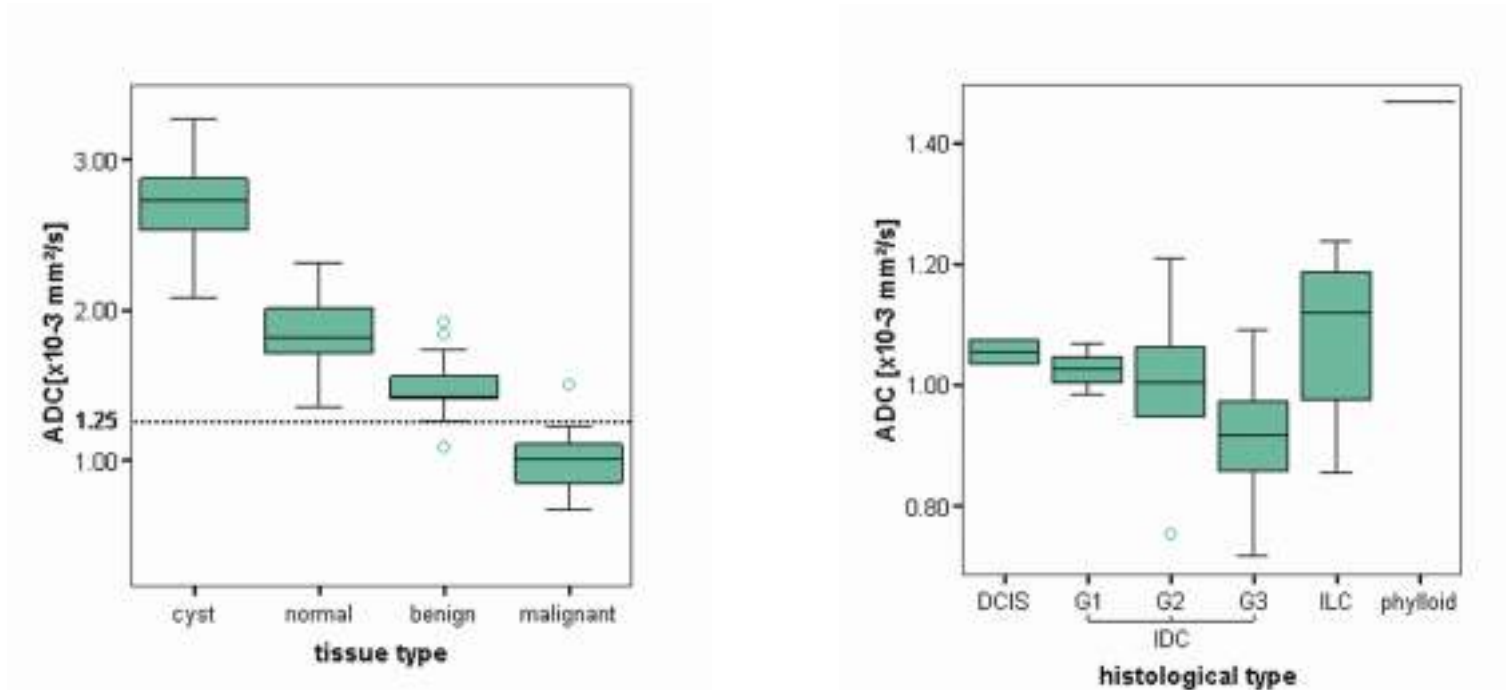 ADC[x10-3 mm²/s]
3.00
2.00
1.25
1.00
cyst normal benign malignant
tissue type
ADC [x10-3 mm²/s]
1.40
1.20
1.00
0.80
DCIS G1 G2 G3 ILC phylloid
IDC
histological type